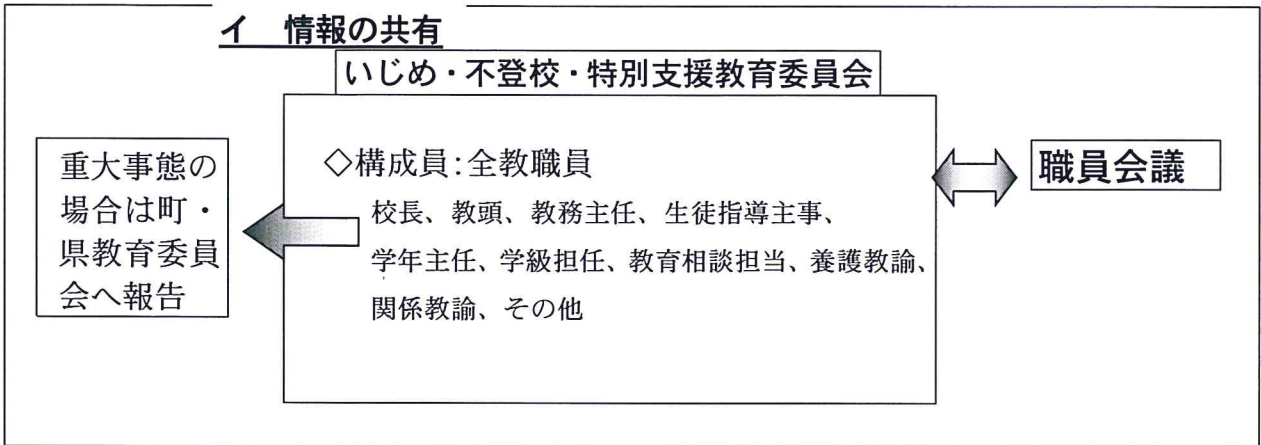 イ　情報の共有
いじめ・不登校・特別支援教育委員会
重大事態の
場合は町・
県教育委員
会へ報告
◇構成員:全教職員
校長、教頭、教務主任、生徒指導主事、
学年主任、学級担任、教育相談担当、養護教諭、
関係教諭、その他
職員会議